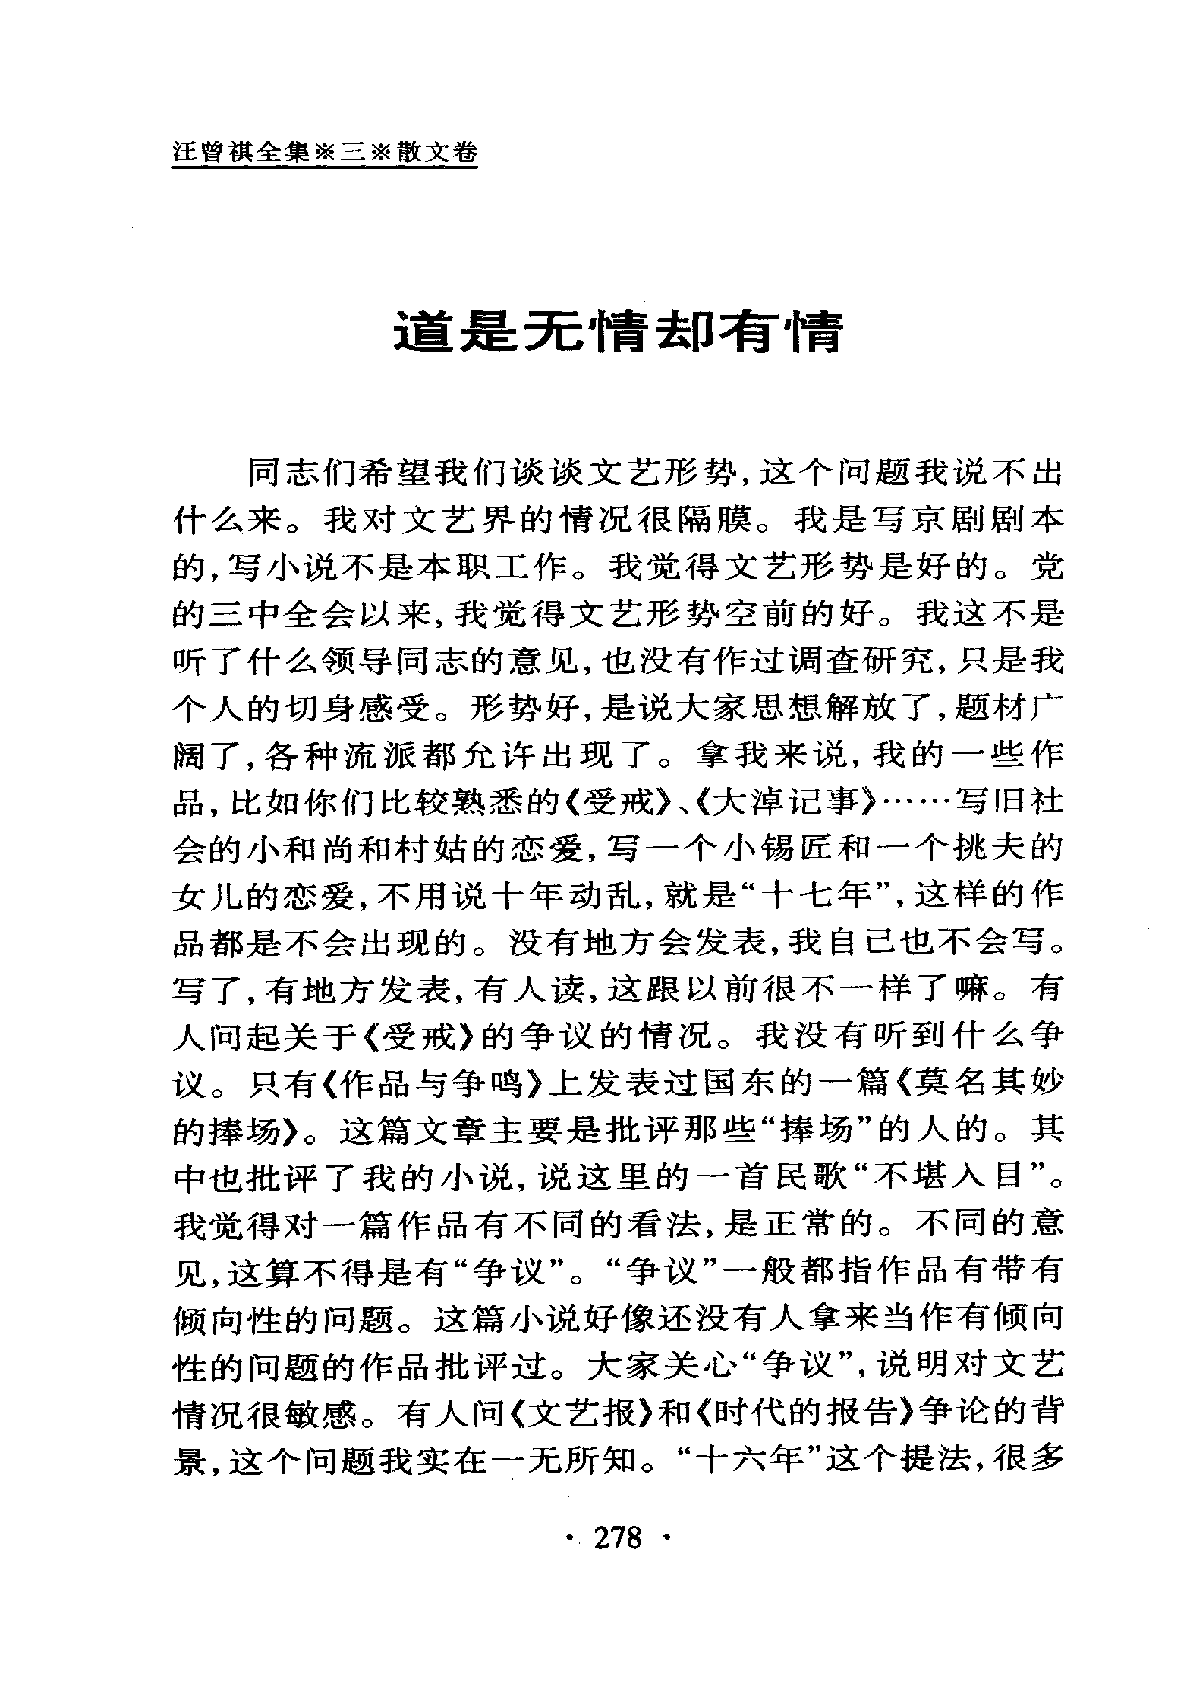 汪曾祺全集※三※散文卷
道是无情却有情
同志们希望我们谈谈文艺形势,这个问题我说不出
什么来。我对文艺界的情况很隔膜。我是写京剧剧本
的,写小说不是本职工作。我觉得文艺形势是好的。党
的三中全会以来,我觉得文艺形势空前的好。我这不是
听了什么领导同志的意见,也没有作过调查研究,只是我
个人的切身感受。形势好,是说大家思想解放了,题材广
阔了,各种流派都允许出现了。拿我来说,我的一些作
品,比如你们比较熟悉的《受戒》、《大淖记事》……写旧社
会的小和尚和村姑的恋爱,写一个小锡匠和一个挑夫的
女儿的恋爱,不用说十年动乱,就是“十七年”,这样的作
品都是不会出现的。没有地方会发表,我自己也不会写。
写了,有地方发表,有人读,这跟以前很不一样了嘛。有
人问起关于《受戒》的争议的情况。我没有听到什么争
议。只有《作品与争鸣》上发表过国东的一篇《莫名其妙
的捧场》。这篇文章主要是批评那些“捧场”的人的。其
中也批评了我的小说,说这里的一首民歌“不堪入目”。
我觉得对一篇作品有不同的看法,是正常的。不同的意
见,这算不得是有“争议”。“争议”一般都指作品有带有
倾向性的问题。这篇小说好像还没有人拿来当作有倾向
性的问题的作品批评过。大家关心“争议”,说明对文艺
情况很敏感。有人问《文艺报》和《时代的报告》争论的背
景,这个问题我实在一无所知。“十六年”这个提法,很多
· 278 ·